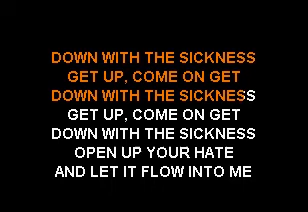 DOWN WITH THE SICKNESS
GET UP, COME ON GET
DOWN WITH THE SICKNESS
GET UP, COME ON GET
DOWN WITH THE SICKNESS
OPEN UP YOUR HATE
AND LET IT FLOW INTO ME